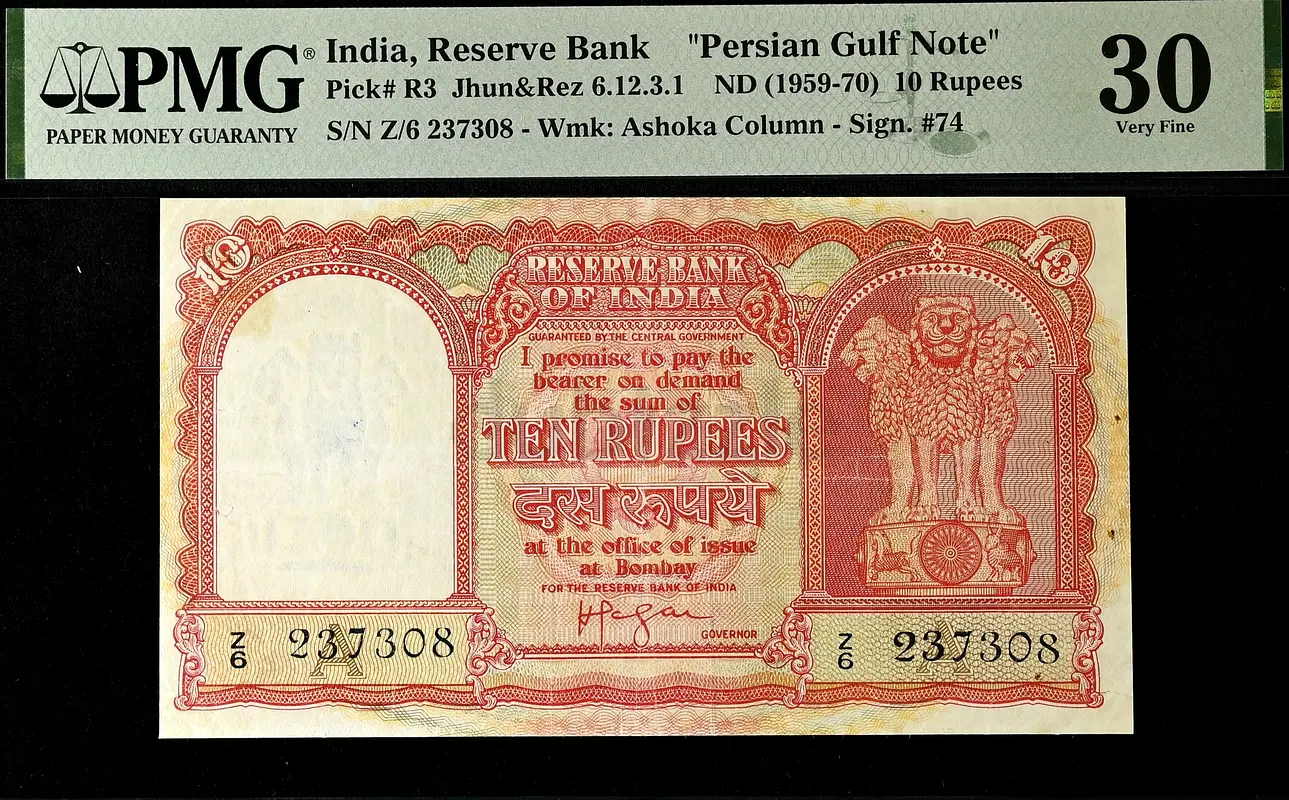 PMG® India, Reserve Bank "Persian Gulf Note" 30
Pick# R3 Jhun&Rez 6.12.3.1 ND (1959-70) 10 Rupees
PAPER MONEY GUARANTY S/N Z/6 237308 - Wmk: Ashoka Column - Sign. #74 Very Fine
10 10
RESERVE BANK
OF INDIA
GUARANTEED BY THE CENTRAL GOVERNMENT
I promise to pay the
bearer on demand
the sum of
TEN RUPEES
दस रूपये
at the office of issue
at Bombay
FOR THE RESERVE BANK OF INDIA
GOVERNOR
Z/6 237308 A
Z/6 237308 A